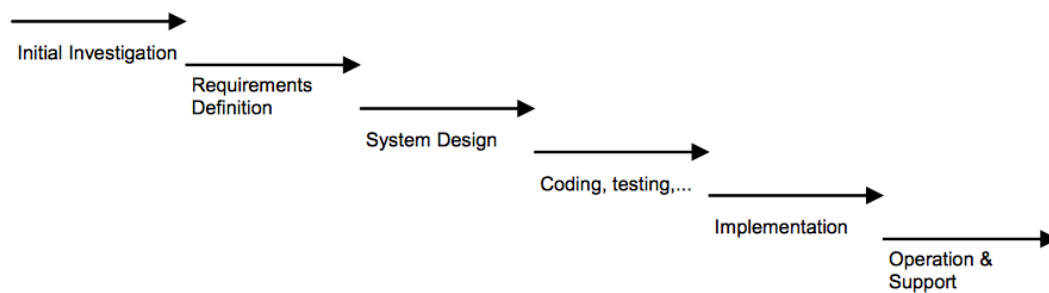 Initial Investigation
Requirements
Definition
System Design
Coding, testing,...
Implementation
Operation &
Support